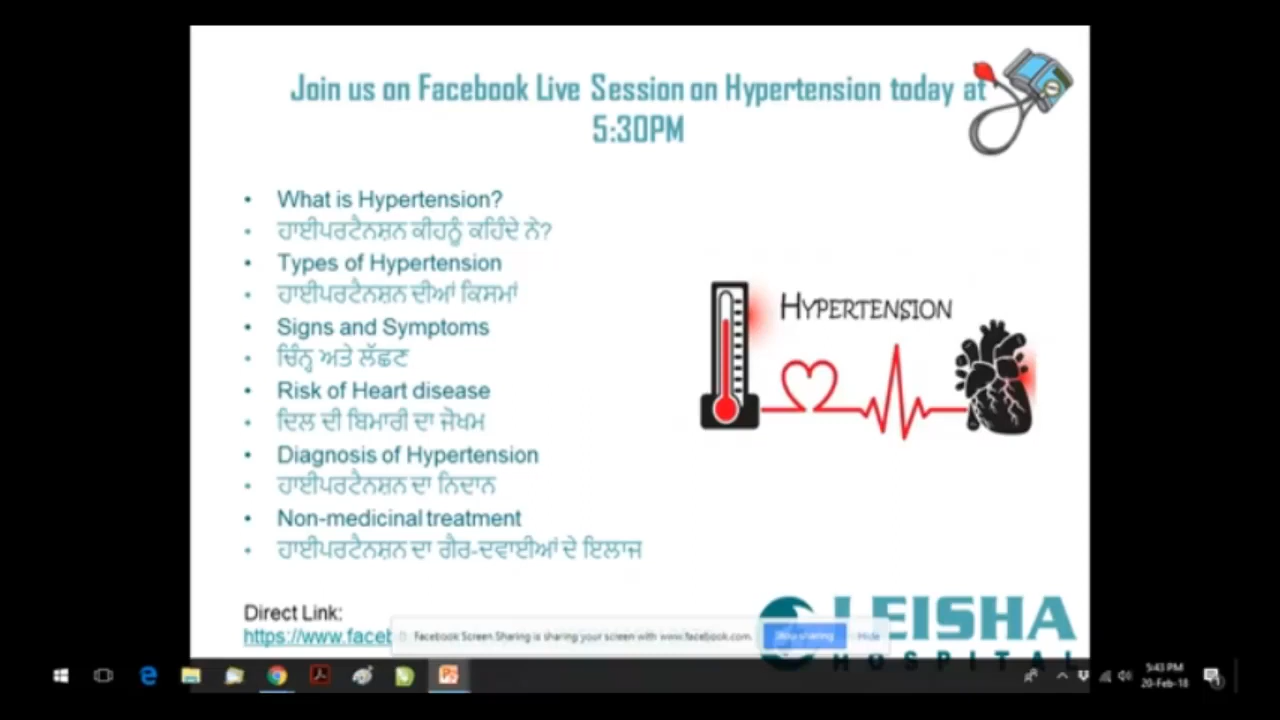 Join us on Facebook Live Session on Hypertension today at
5:30PM
• What is Hypertension?
• ਹਾਈਪਰਟੈਨਸ਼ਨ ਕੀਹਨੂੰ ਕਹਿੰਦੇ ਨੇ?
• Types of Hypertension
• ਹਾਈਪਰਟੈਨਸ਼ਨ ਦੀਆਂ ਕਿਸਮਾਂ
• Signs and Symptoms
• ਚਿੰਨ੍ਹ ਅਤੇ ਲੱਛਣ
• Risk of Heart disease
• ਦਿਲ ਦੀ ਬਿਮਾਰੀ ਦਾ ਜੋਖਮ
• Diagnosis of Hypertension
• ਹਾਈਪਰਟੈਨਸ਼ਨ ਦਾ ਨਿਦਾਨ
• Non-medicinal treatment
• ਹਾਈਪਰਟੈਨਸ਼ਨ ਦਾ ਗੈਰ-ਦਵਾਈਆਂ ਦੇ ਇਲਾਜ
HYPERTENSION
Direct Link:
https://www.faceb
Facebook Screen Sharing is sharing your screen with www.facebook.com.
Stop sharing
Hide
LEISHA
HOSPITAL
5:43 PM
20-Feb-18